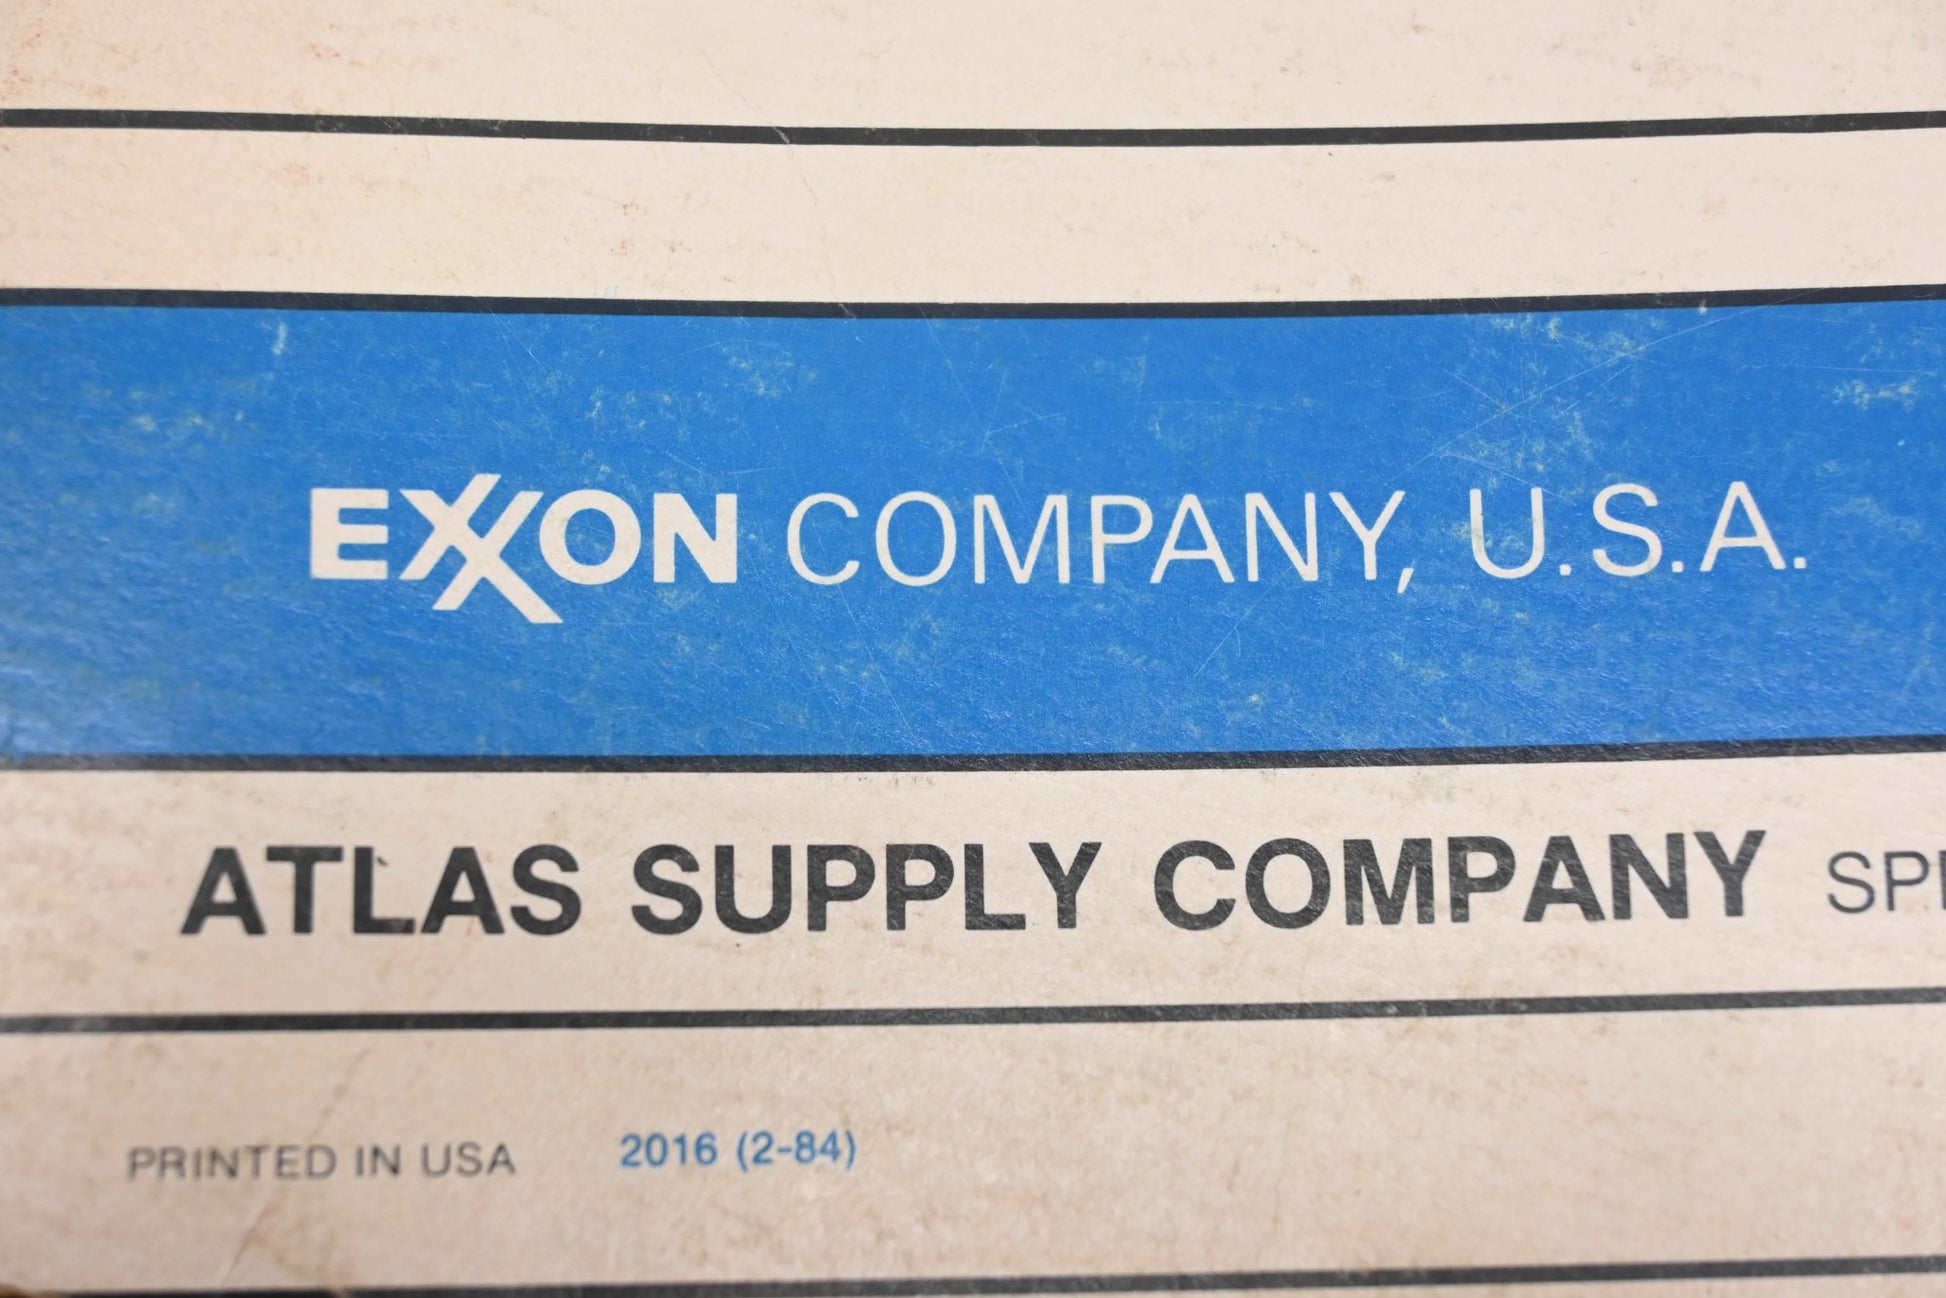 EXXON COMPANY, U.S.A.
ATLAS SUPPLY COMPANY
PRINTED IN USA 2016 (2-84)